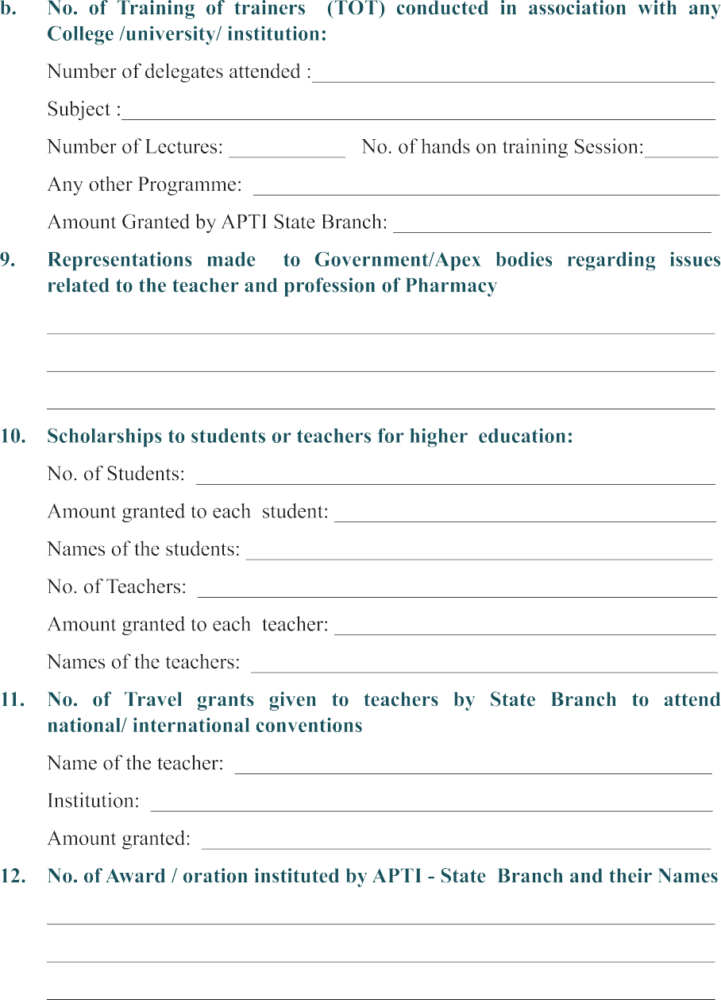 b. No. of Training of trainers (TOT) conducted in association with any
College /university/ institution:
Number of delegates attended :
Subject :
Number of Lectures: No. of hands on training Session:
Any other Programme:
Amount Granted by APTI State Branch:
9. Representations made to Government/Apex bodies regarding issues
related to the teacher and profession of Pharmacy
10. Scholarships to students or teachers for higher education:
No. of Students:
Amount granted to each student:
Names of the students:
No. of Teachers:
Amount granted to each teacher:
Names of the teachers:
11. No. of Travel grants given to teachers by State Branch to attend
national/ international conventions
Name of the teacher:
Institution:
Amount granted:
12. No. of Award / oration instituted by APTI - State Branch and their Names